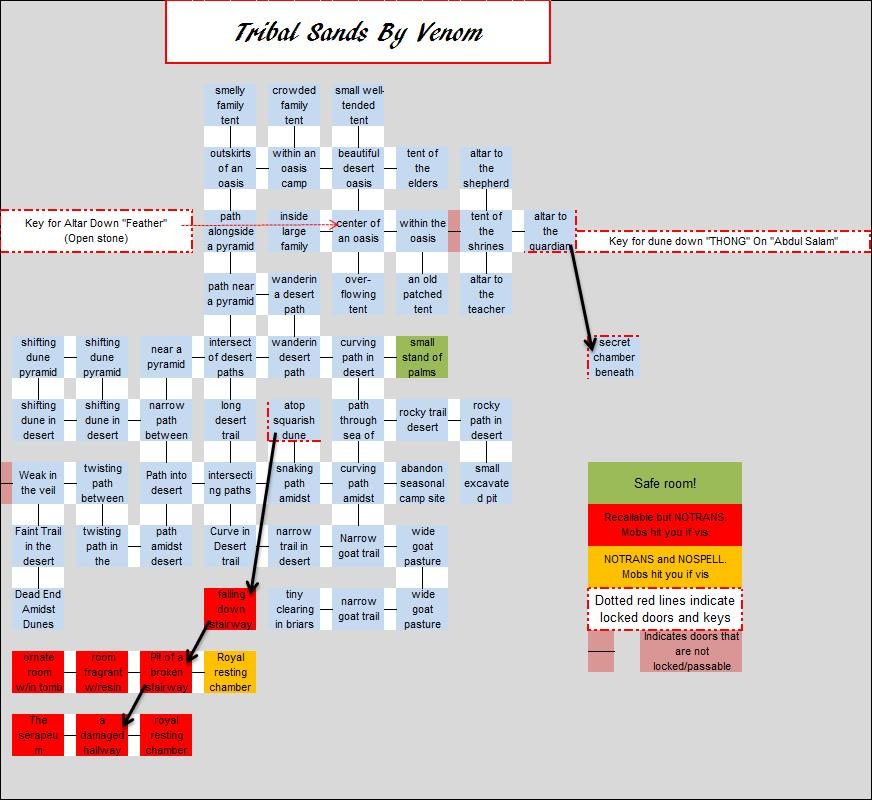 Tribal Sands By Venom
smelly
family
tent
crowded
family
tent
small well-
tended
tent
outskirts
of an
oasis
within an
oasis
camp
beautiful
desert
oasis
tent of
the
elders
altar to
the
shepherd
Key for Altar Down "Feather"
(Open stone)
path
alongside
a pyramid
inside
large
family
center of
an oasis
within the
oasis
tent of
the
shrines
altar to
the
guardian
Key for dune down "THONG" On "Abdul Salam"
path near
a pyramid
wanderin
a desert
path
over-
flowing
tent
an old
patched
tent
altar to
the
teacher
shifting
dune
pyramid
shifting
dune
pyramid
near a
pyramid
intersect
of desert
paths
wanderin
desert
path
curving
path in
desert
small
stand of
palms
secret
chamber
beneath
shifting
dune in
desert
shifting
dune in
desert
narrow
path
between
long
desert
trail
atop
squarish
dune
path
through
sea of
rocky trail
desert
rocky
path in
desert
Weak in
the veil
twisting
path
between
Path into
desert
intersecti
ng paths
snaking
path
amidst
curving
path
amidst
abandon
seasonal
camp site
small
excavate
d pit
Safe room!
Recallable but NOTRANS.
Mobs hit you if vis.
Faint Trail
in the
desert
twisting
path in
the
path
amidst
desert
Curve in
Desert
trail
narrow
trail in
desert
Narrow
goat trail
wide
goat
pasture
NOTRANS and NOSPELL.
Mobs hit you if vis
Dead End
Amidst
Dunes
falling
down
stairway
tiny
clearing
in briars
narrow
goat trail
wide
goat
pasture
Dotted red lines indicate
locked doors and keys
Indicates doors that
are not
locked/passable
ornate
room
w/in tomb
room
fragrant
w/resin
Pit of a
broken
stairway
Royal
resting
chamber
The
serapeu
m
a
damaged
hallway
royal
resting
chamber